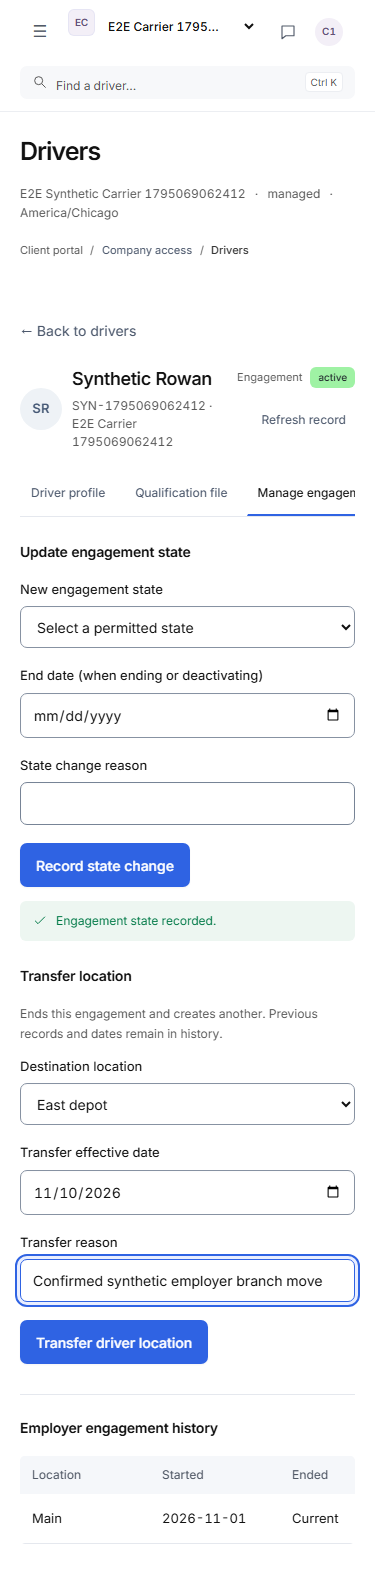 EC
E2E Carrier 1795...
C1
Find a driver...
Ctrl K
Drivers
E2E Synthetic Carrier 1795069062412 · managed ·
America/Chicago
Client portal / Company access / Drivers
← Back to drivers
SR
Synthetic Rowan
SYN-1795069062412 ·
E2E Carrier
1795069062412
Engagement active
Refresh record
Driver profile Qualification file Manage engagem
Update engagement state
New engagement state
Select a permitted state
End date (when ending or deactivating)
mm/dd/yyyy
State change reason
Record state change
Engagement state recorded.
Transfer location
Ends this engagement and creates another. Previous
records and dates remain in history.
Destination location
East depot
Transfer effective date
11/10/2026
Transfer reason
Confirmed synthetic employer branch move
Transfer driver location
Employer engagement history
Location Started Ended
Main 2026-11-01 Current